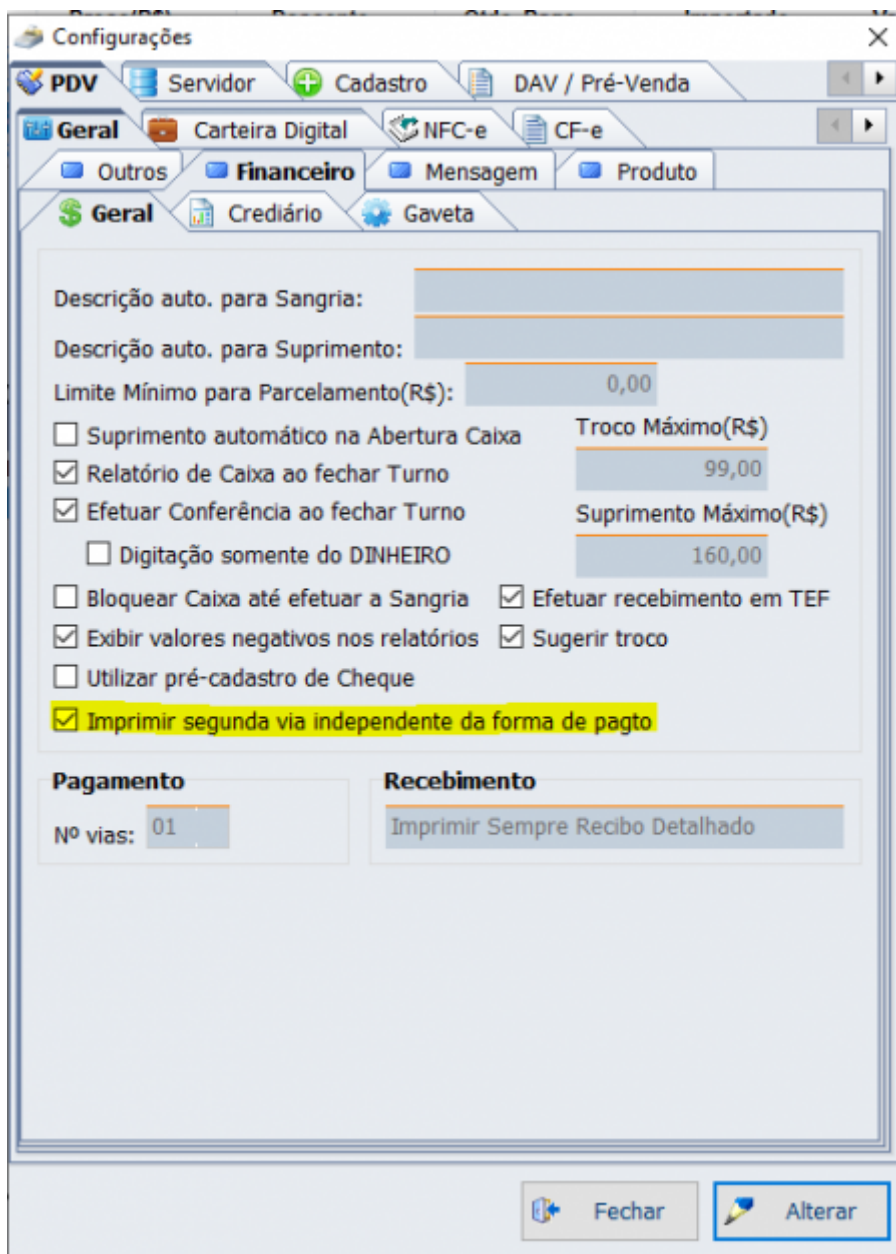 Configurações
PDV Servidor Cadastro DAV / Pré-Venda
Geral Carteira Digital NFC-e CF-e
Outros Financeiro Mensagem Produto
Geral Crediário Gaveta
Descrição auto. para Sangria:
Descrição auto. para Suprimento:
Limite Mínimo para Parcelamento(R$): 0,00
Suprimento automático na Abertura Caixa Troco Máximo(R$)
Relatório de Caixa ao fechar Turno 99,00
Efetuar Conferência ao fechar Turno Suprimento Máximo(R$)
Digitação somente do DINHEIRO 160,00
Bloquear Caixa até efetuar a Sangria Efetuar recebimento em TEF
Exibir valores negativos nos relatórios Sugerir troco
Utilizar pré-cadastro de Cheque
Imprimir segunda via independente da forma de pagto
Pagamento Recebimento
Nº vias: 01 Imprimir Sempre Recibo Detalhado
Fechar Alterar